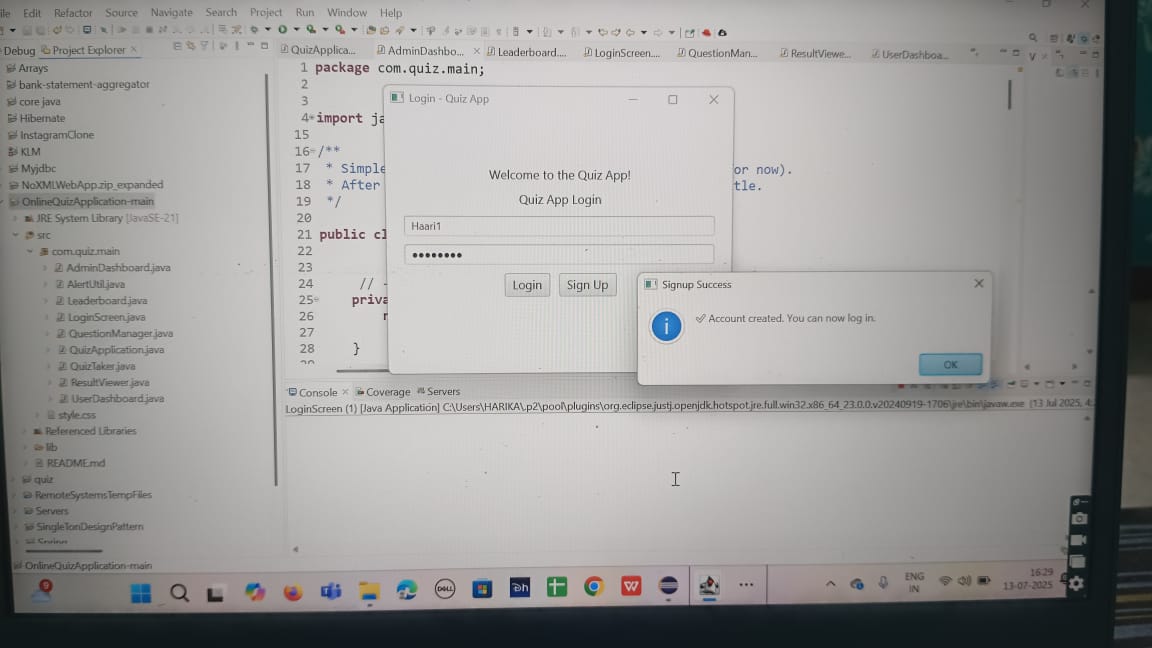 ile Edit Refactor Source Navigate Search Project Run Window Help
Debug Project Explorer
QuizApplica... AdminDashbo... Leaderboard.... LoginScreen.... QuestionMan... ResultViewe... UserDashboa...
Arrays
bank-statement-aggregator
core java
Hibernate
InstagramClone
KLM
Myjdbc
NoXMLWebApp.zip_expanded
OnlineQuizApplication-main
JRE System Library [JavaSE-21]
src
com.quiz.main
AdminDashboard.java
AlertUtil.java
Leaderboard.java
LoginScreen.java
QuestionManager.java
QuizApplication.java
QuizTaker.java
ResultViewer.java
UserDashboard.java
style.css
Referenced Libraries
lib
README.md
quiz
RemoteSystemsTempFiles
Servers
SingleTonDesignPattern
Spring
OnlineQuizApplication-main
1 package com.quiz.main;
2
3
4 import ja
15
16 /**
17 * Simple or now).
18 * After tle.
19 */
20
21 public cl
22
23
24 // -
25 priva
26
27
28 }
Login - Quiz App
Welcome to the Quiz App!
Quiz App Login
Haari1
••••••••
Login Sign Up
Signup Success
Account created. You can now log in.
OK
Console Coverage Servers
LoginScreen (1) [Java Application] C:\Users\HARIKA\.p2\pool\plugins\org.eclipse.justj.openjdk.hotspot.jre.full.win32.x86_64_23.0.0.v20240919-1706\jre\bin\javaw.exe (13 Jul 2025, 4:
9
DELL
Dh
W
ENG
IN
16:29
13-07-2025